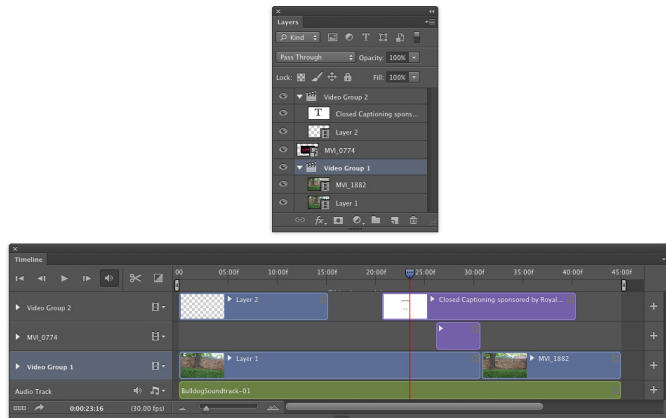 Layers
Kind
Pass Through Opacity: 100%
Lock: Fill: 100%
Video Group 2
T Closed Captioning spons...
Layer 2
MVI_0774
Video Group 1
MVI_1882
Layer 1
fx
Timeline
00 05:00f 10:00f 15:00f 20:00f 25:00f 30:00f 35:00f 40:00f 45:00f
Video Group 2 Layer 2 Closed Captioning sponsored by Royal...
MVI_0774
Video Group 1 Layer 1 MVI_1882
Audio Track BulldogSoundtrack-01
0:00:23:16 (30.00 fps)